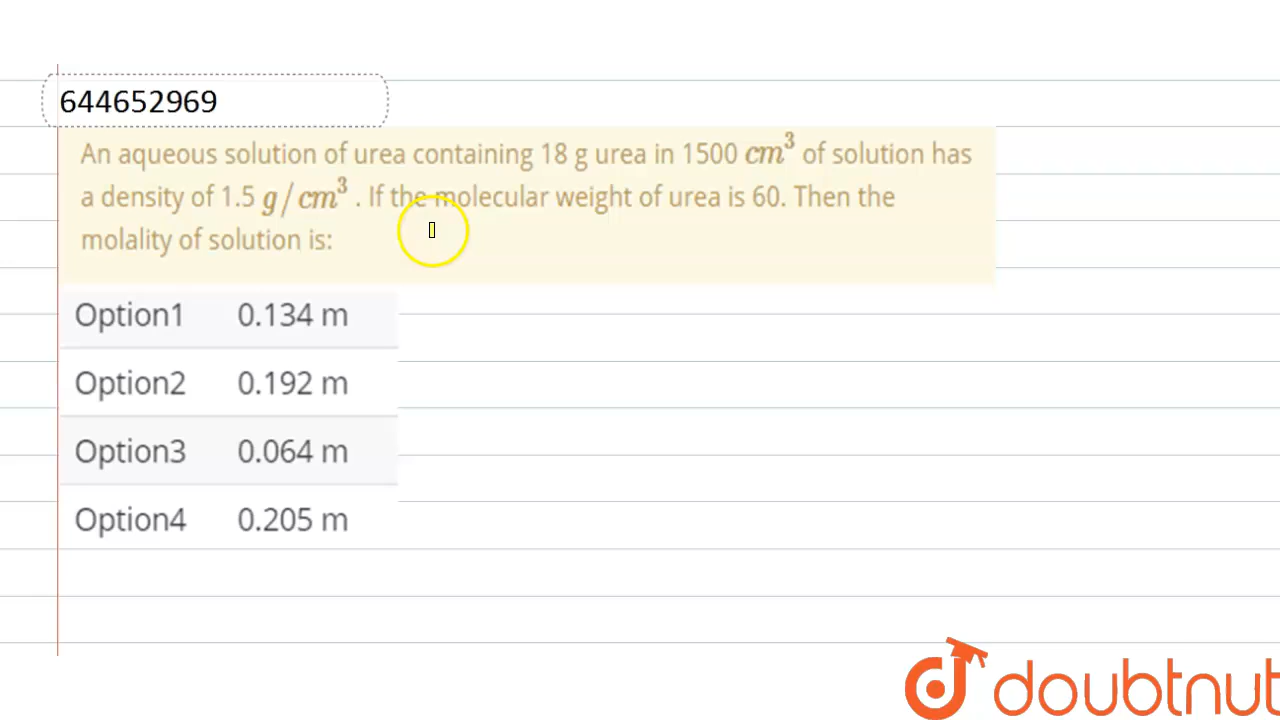 644652969
An aqueous solution of urea containing 18 g urea in 1500 cm³ of solution has
a density of 1.5 g/cm³ . If the molecular weight of urea is 60. Then the
molality of solution is:
Option1 0.134 m
Option2 0.192 m
Option3 0.064 m
Option4 0.205 m
doubtnut